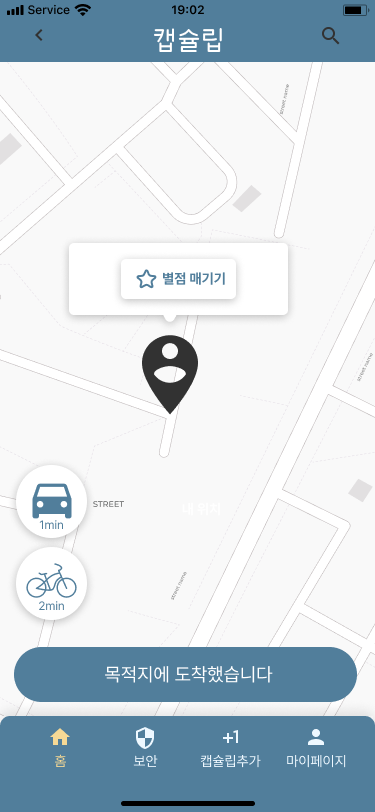 Service
19:02
캡슐립
street name
별점 매기기
street name
STREET
내 위치
1min
street name
2min
목적지에 도착했습니다
홈
보안
+1
캡슐립추가
마이페이지